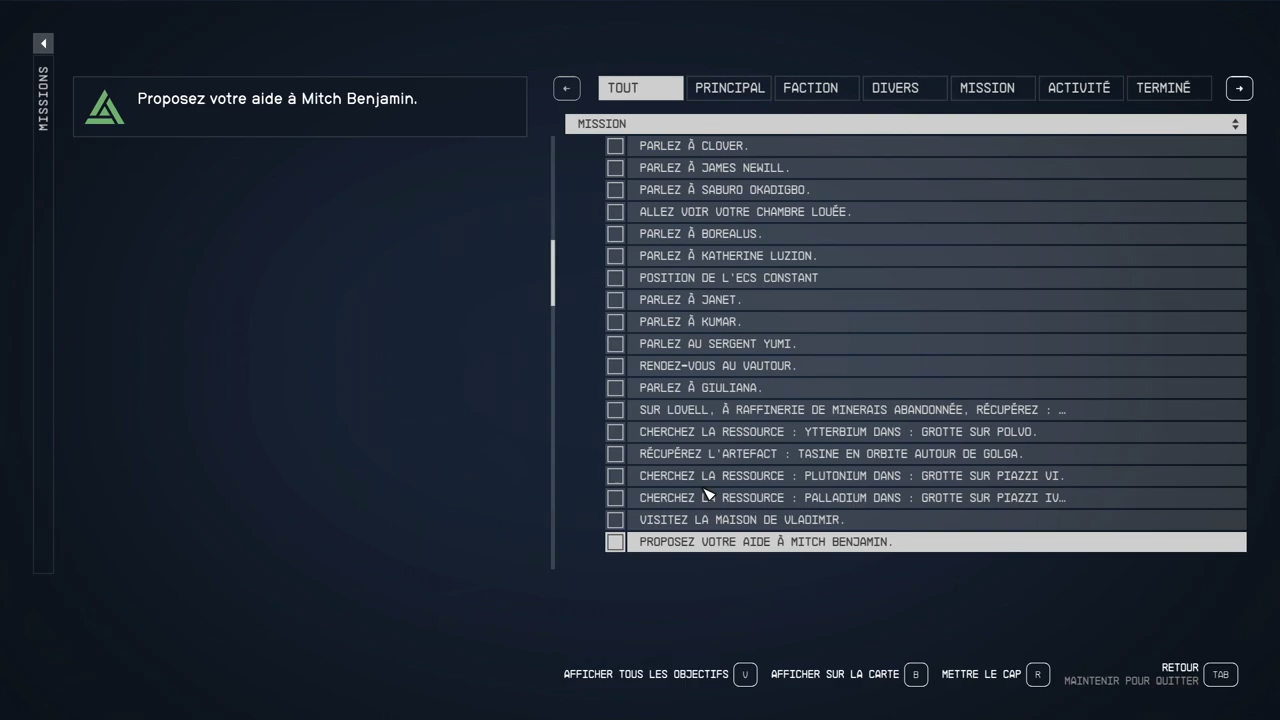 MISSIONS
Proposez votre aide à Mitch Benjamin.
TOUT
PRINCIPAL
FACTION
DIVERS
MISSION
ACTIVITÉ
TERMINÉ
MISSION
PARLEZ À CLOVER.
PARLEZ À JAMES NEWILL.
PARLEZ À SABURO OKADIGBO.
ALLEZ VOIR VOTRE CHAMBRE LOUÉE.
PARLEZ À BOREALUS.
PARLEZ À KATHERINE LUZION.
POSITION DE L'ECS CONSTANT
PARLEZ À JANET.
PARLEZ À KUMAR.
PARLEZ AU SERGENT YUMI.
RENDEZ-VOUS AU VAUTOUR.
PARLEZ À GIULIANA.
SUR LOVELL, À RAFFINERIE DE MINERAIS ABANDONNÉE, RÉCUPÉREZ : …
CHERCHEZ LA RESSOURCE : YTTERBIUM DANS : GROTTE SUR POLVO.
RÉCUPÉREZ L'ARTEFACT : TASINE EN ORBITE AUTOUR DE GOLGA.
CHERCHEZ LA RESSOURCE : PLUTONIUM DANS : GROTTE SUR PIAZZI VI.
CHERCHEZ LA RESSOURCE : PALLADIUM DANS : GROTTE SUR PIAZZI IV…
VISITEZ LA MAISON DE VLADIMIR.
PROPOSEZ VOTRE AIDE À MITCH BENJAMIN.
AFFICHER TOUS LES OBJECTIFS V
AFFICHER SUR LA CARTE B
METTRE LE CAP R
RETOUR
MAINTENIR POUR QUITTER TAB